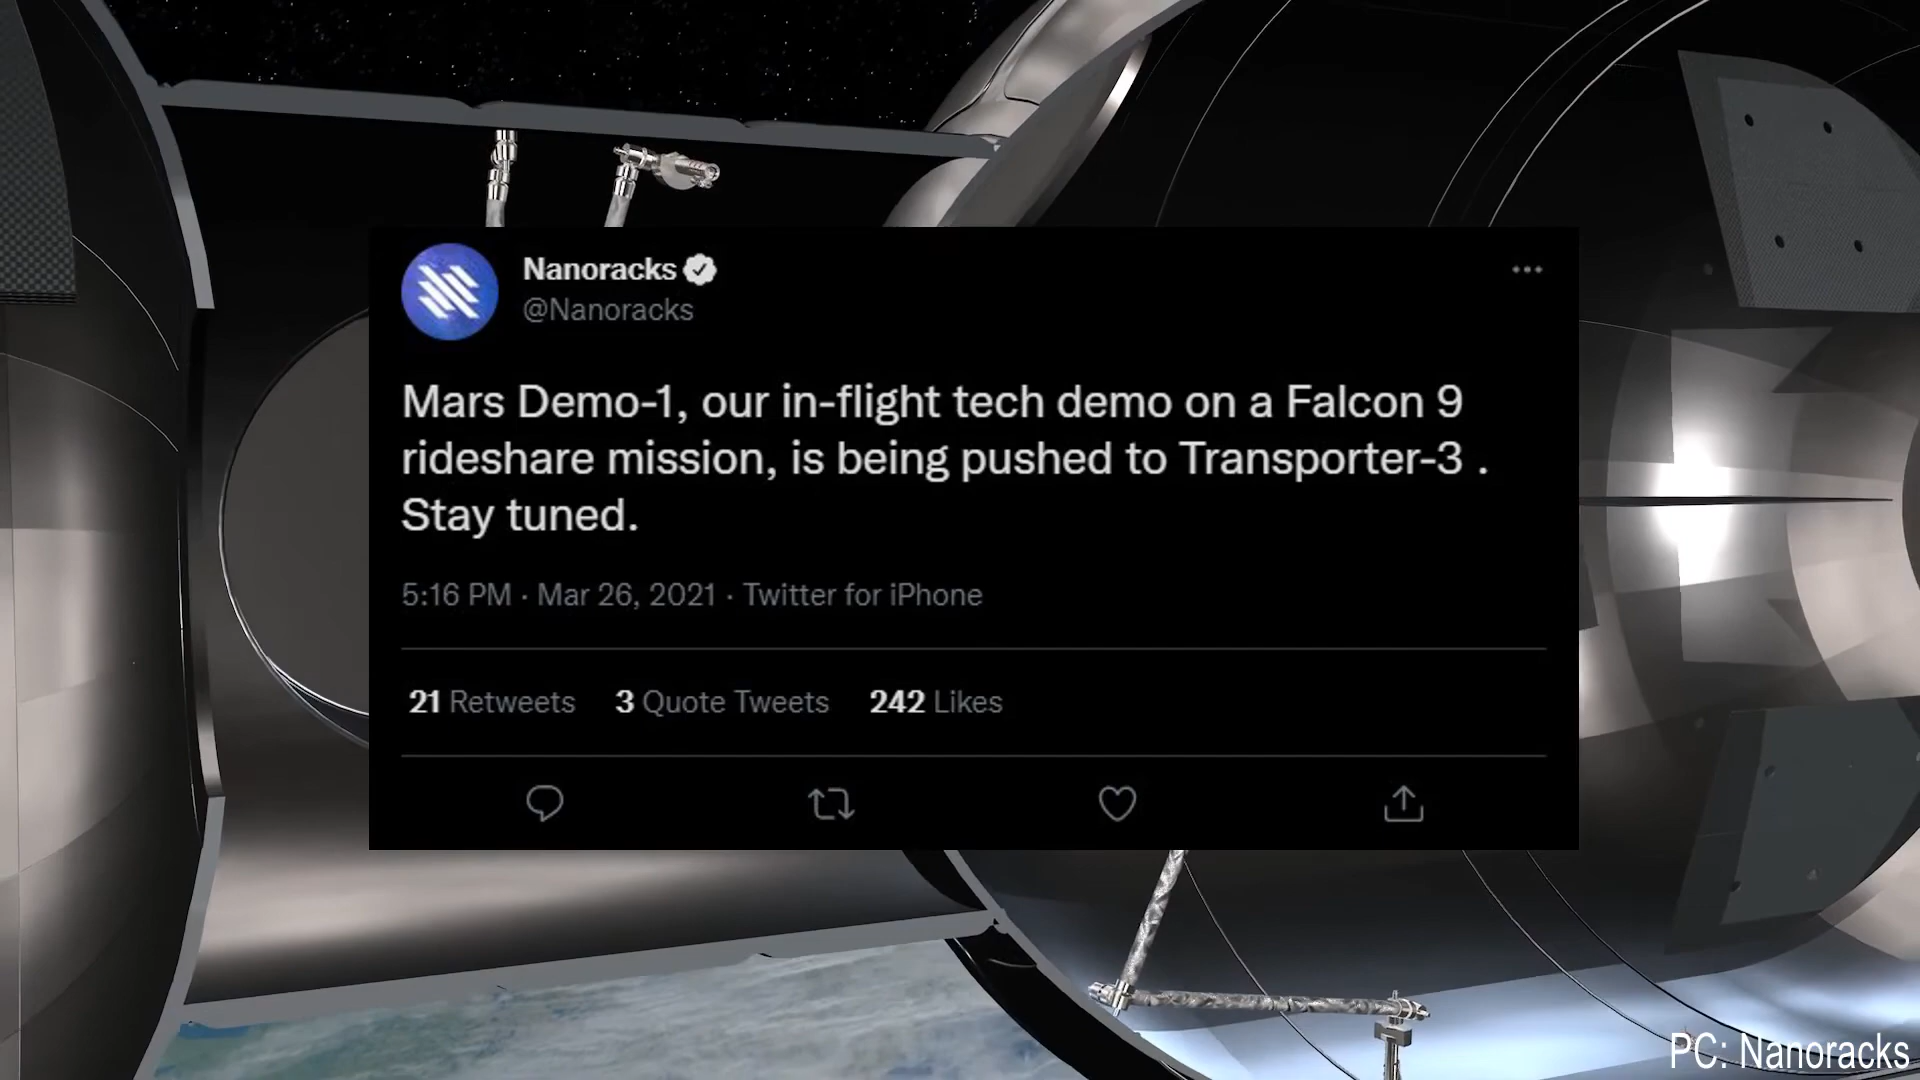 Nanoracks
@Nanoracks
Mars Demo-1, our in-flight tech demo on a Falcon 9
rideshare mission, is being pushed to Transporter-3 .
Stay tuned.
5:16 PM · Mar 26, 2021 · Twitter for iPhone
21 Retweets 3 Quote Tweets 242 Likes
PC: Nanoracks